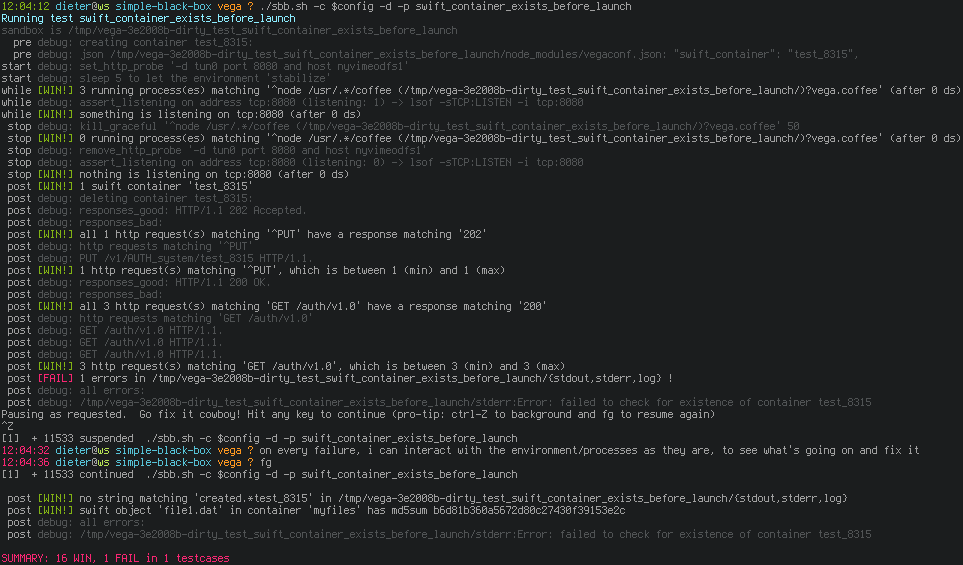 12:04:12 dieter@ws simple-black-box vega ? ./sbb.sh -c $config -d -p swift_container_exists_before_launch
Running test swift_container_exists_before_launch
sandbox is /tmp/vega-3e2008b-dirty_test_swift_container_exists_before_launch
pre debug: creating container test_8315:
pre debug: json /tmp/vega-3e2008b-dirty_test_swift_container_exists_before_launch/node_modules/vegaconf.json: "swift_container": "test_8315",
start debug: set_http_probe '-d tun0 port 8080 and host nyvimeodfs1'
start debug: sleep 5 to let the environment 'stabilize'
while [WIN!] 3 running process(es) matching '^node /usr/.*/coffee (/tmp/vega-3e2008b-dirty_test_swift_container_exists_before_launch/)?vega.coffee' (after 0 ds)
while debug: assert_listening on address tcp:8080 (listening: 1) -> lsof -sTCP:LISTEN -i tcp:8080
while [WIN!] something is listening on tcp:8080 (after 0 ds)
stop debug: kill_graceful '^node /usr/.*/coffee (/tmp/vega-3e2008b-dirty_test_swift_container_exists_before_launch/)?vega.coffee' 50
stop [WIN!] 0 running process(es) matching '^node /usr/.*/coffee (/tmp/vega-3e2008b-dirty_test_swift_container_exists_before_launch/)?vega.coffee' (after 0 ds)
stop debug: remove_http_probe '-d tun0 port 8080 and host nyvimeodfs1'
stop debug: assert_listening on address tcp:8080 (listening: 0) -> lsof -sTCP:LISTEN -i tcp:8080
stop [WIN!] nothing is listening on tcp:8080 (after 0 ds)
post [WIN!] 1 swift container 'test_8315'
post debug: deleting container test_8315:
post debug: responses_good: HTTP/1.1 202 Accepted.
post debug: responses_bad:
post [WIN!] all 1 http request(s) matching '^PUT' have a response matching '202'
post debug: http requests matching '^PUT'
post debug: PUT /v1/AUTH_system/test_8315 HTTP/1.1.
post [WIN!] 1 http request(s) matching '^PUT', which is between 1 (min) and 1 (max)
post debug: responses_good: HTTP/1.1 200 OK.
post debug: responses_bad:
post [WIN!] all 3 http request(s) matching 'GET /auth/v1.0' have a response matching '200'
post debug: http requests matching 'GET /auth/v1.0'
post debug: GET /auth/v1.0 HTTP/1.1.
post debug: GET /auth/v1.0 HTTP/1.1.
post debug: GET /auth/v1.0 HTTP/1.1.
post [WIN!] 3 http request(s) matching 'GET /auth/v1.0', which is between 3 (min) and 3 (max)
post [FAIL] 1 errors in /tmp/vega-3e2008b-dirty_test_swift_container_exists_before_launch/{stdout,stderr,log} !
post debug: all errors:
post debug: /tmp/vega-3e2008b-dirty_test_swift_container_exists_before_launch/stderr:Error: failed to check for existence of container test_8315
Pausing as requested.  Go fix it cowboy! Hit any key to continue (pro-tip: ctrl-Z to background and fg to resume again)
^Z
[1]  + 11533 suspended  ./sbb.sh -c $config -d -p swift_container_exists_before_launch
12:04:32 dieter@ws simple-black-box vega ? on every failure, i can interact with the environment/processes as they are, to see what's going on and fix it
12:04:36 dieter@ws simple-black-box vega ? fg
[1]  + 11533 continued  ./sbb.sh -c $config -d -p swift_container_exists_before_launch
post [WIN!] no string matching 'created.*test_8315' in /tmp/vega-3e2008b-dirty_test_swift_container_exists_before_launch/{stdout,stderr,log}
post [WIN!] swift object 'file1.dat' in container 'myfiles' has md5sum b6d81b360a5672d80c27430f39153e2c
post debug: all errors:
post debug: /tmp/vega-3e2008b-dirty_test_swift_container_exists_before_launch/stderr:Error: failed to check for existence of container test_8315
SUMMARY: 16 WIN, 1 FAIL in 1 testcases